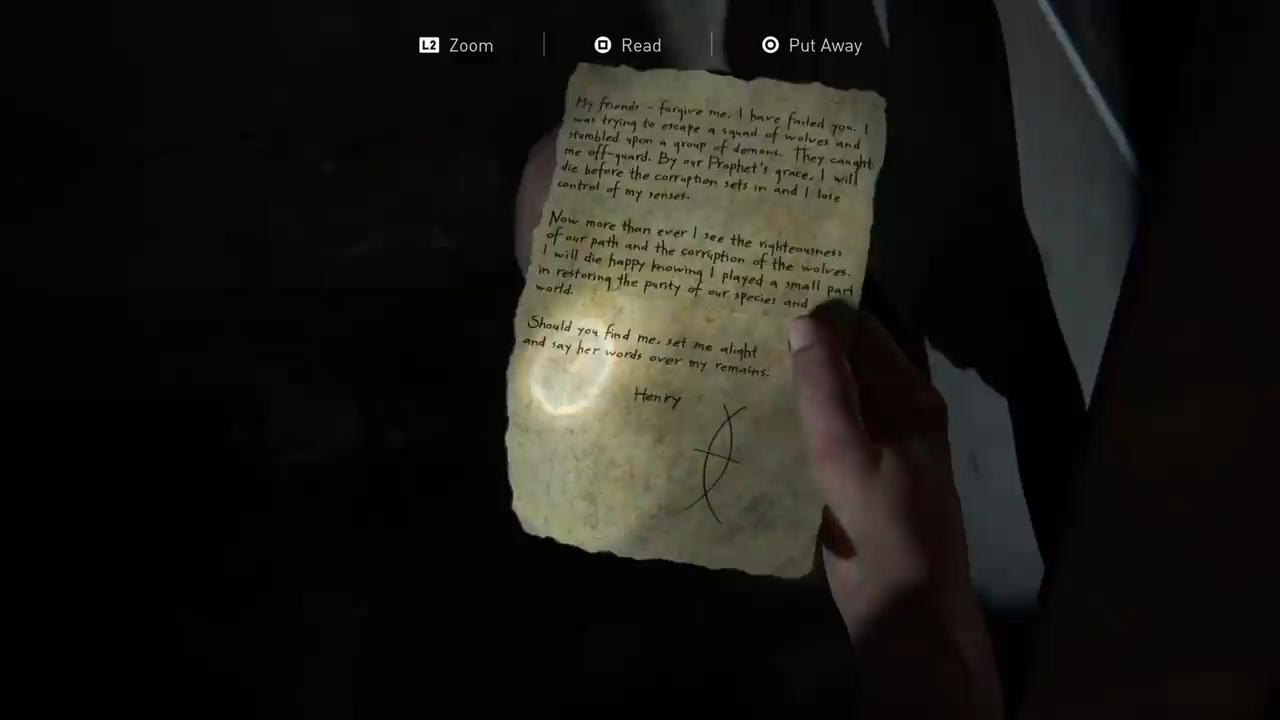 L2 Zoom | Read | Put Away
My friends - forgive me. I have failed you. I
was trying to escape a squad of wolves and
stumbled upon a group of demons. They caught
me off-guard. By our Prophet's grace, I will
die before the corruption sets in and I lose
control of my senses.
Now more than ever I see the righteousness
of our path and the corruption of the wolves.
I will die happy knowing I played a small part
in restoring the purity of our species and
world.
Should you find me, set me alight
and say her words over my remains.
Henry